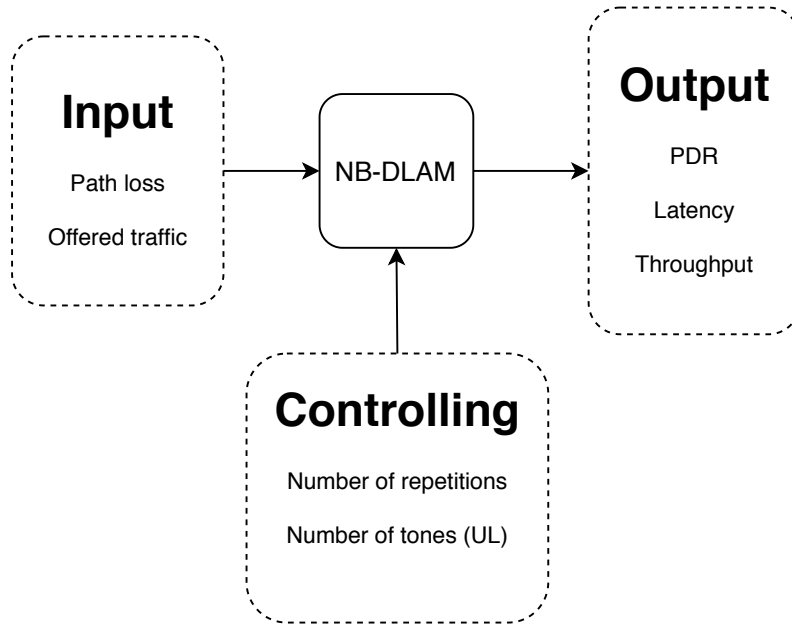 Input
Path loss
Offered traffic
NB-DLAM
Output
PDR
Latency
Throughput
Controlling
Number of repetitions
Number of tones (UL)